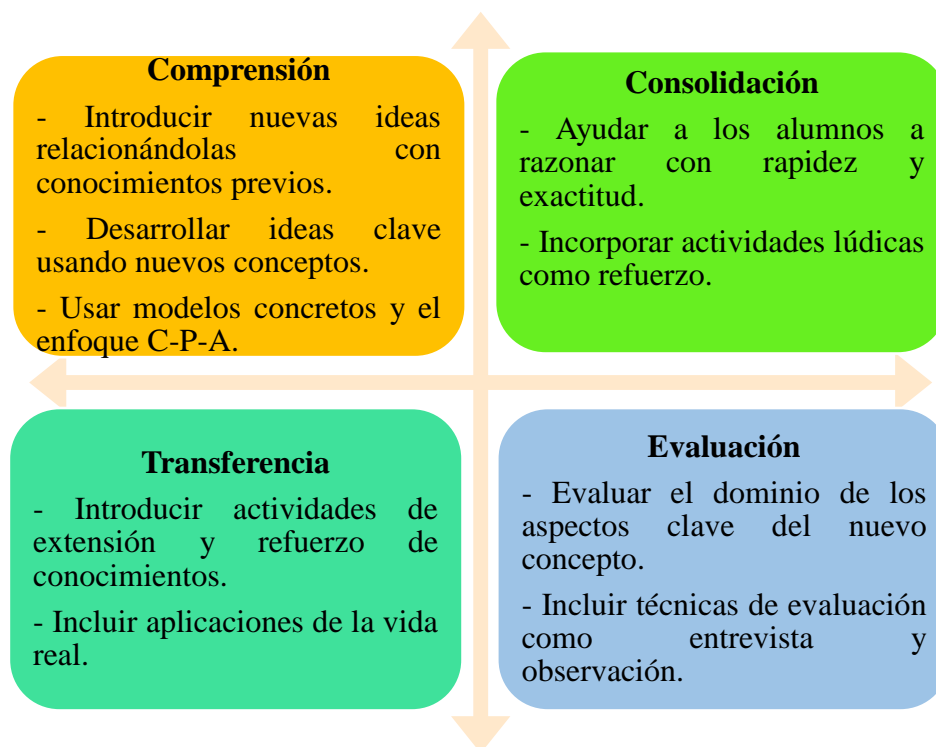 Comprensión
- Introducir nuevas ideas
relacionándolas con
conocimientos previos.
- Desarrollar ideas clave
usando nuevos conceptos.
- Usar modelos concretos y el
enfoque C-P-A.
Consolidación
- Ayudar a los alumnos a
razonar con rapidez y
exactitud.
- Incorporar actividades lúdicas
como refuerzo.
Transferencia
- Introducir actividades de
extensión y refuerzo de
conocimientos.
- Incluir aplicaciones de la vida
real.
Evaluación
- Evaluar el dominio de los
aspectos clave del nuevo
concepto.
- Incluir técnicas de evaluación
como entrevista y
observación.